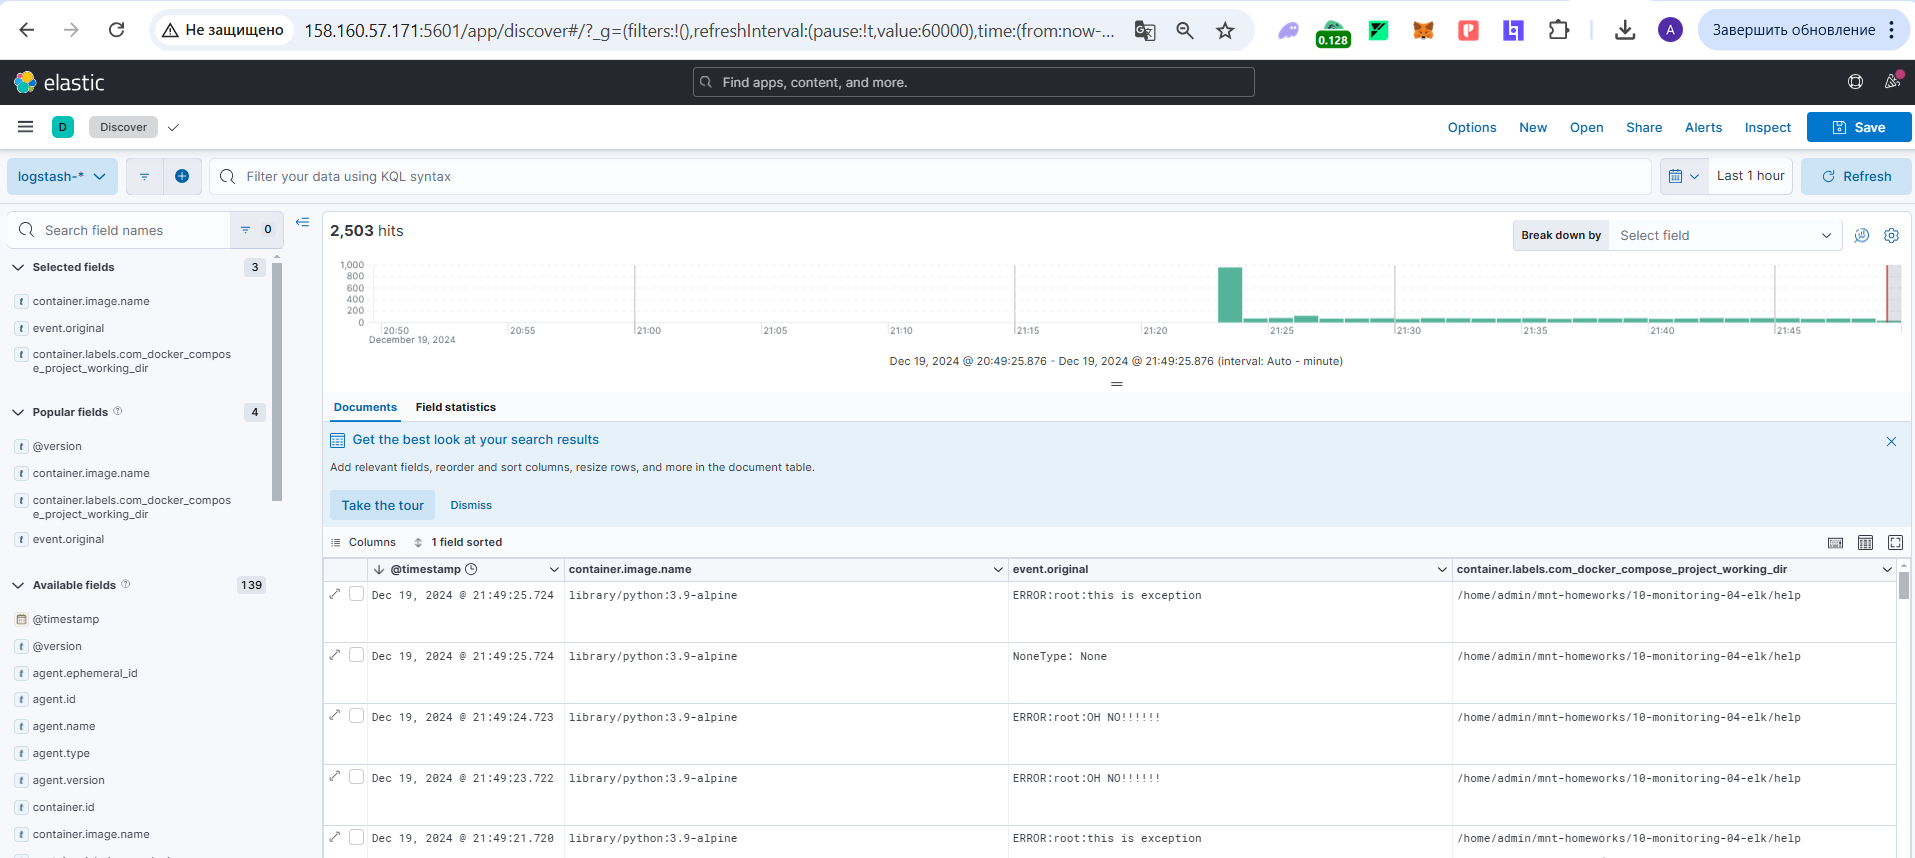 Не защищено
158.160.57.171:5601/app/discover#/?_g=(filters:!(),refreshInterval:(pause:!t,value:60000),time:(from:now-...
0.128
A
Завершить обновление
elastic
Find apps, content, and more.
D
Discover
Options
New
Open
Share
Alerts
Inspect
Save
logstash-*
Filter your data using KQL syntax
Last 1 hour
Refresh
Search field names
0
Selected fields
3
t container.image.name
t event.original
t container.labels.com_docker_compos
e_project_working_dir
Popular fields
4
t @version
t container.image.name
t container.labels.com_docker_compos
e_project_working_dir
t event.original
Available fields
139
@timestamp
t @version
t agent.ephemeral_id
t agent.id
t agent.name
t agent.type
t agent.version
t container.id
t container.image.name
2,503 hits
Break down by
Select field
1,000
800
600
400
200
0
20:50 20:55 21:00 21:05 21:10 21:15 21:20 21:25 21:30 21:35 21:40 21:45
December 19, 2024
Dec 19, 2024 @ 20:49:25.876 - Dec 19, 2024 @ 21:49:25.876 (interval: Auto - minute)
Documents
Field statistics
Get the best look at your search results
Add relevant fields, reorder and sort columns, resize rows, and more in the document table.
Take the tour
Dismiss
Columns
1 field sorted
@timestamp container.image.name event.original container.labels.com_docker_compose_project_working_dir
Dec 19, 2024 @ 21:49:25.724 library/python:3.9-alpine ERROR:root:this is exception /home/admin/mnt-homeworks/10-monitoring-04-elk/help
Dec 19, 2024 @ 21:49:25.724 library/python:3.9-alpine NoneType: None /home/admin/mnt-homeworks/10-monitoring-04-elk/help
Dec 19, 2024 @ 21:49:24.723 library/python:3.9-alpine ERROR:root:OH NO!!!!!! /home/admin/mnt-homeworks/10-monitoring-04-elk/help
Dec 19, 2024 @ 21:49:23.722 library/python:3.9-alpine ERROR:root:OH NO!!!!!! /home/admin/mnt-homeworks/10-monitoring-04-elk/help
Dec 19, 2024 @ 21:49:21.720 library/python:3.9-alpine ERROR:root:this is exception /home/admin/mnt-homeworks/10-monitoring-04-elk/help